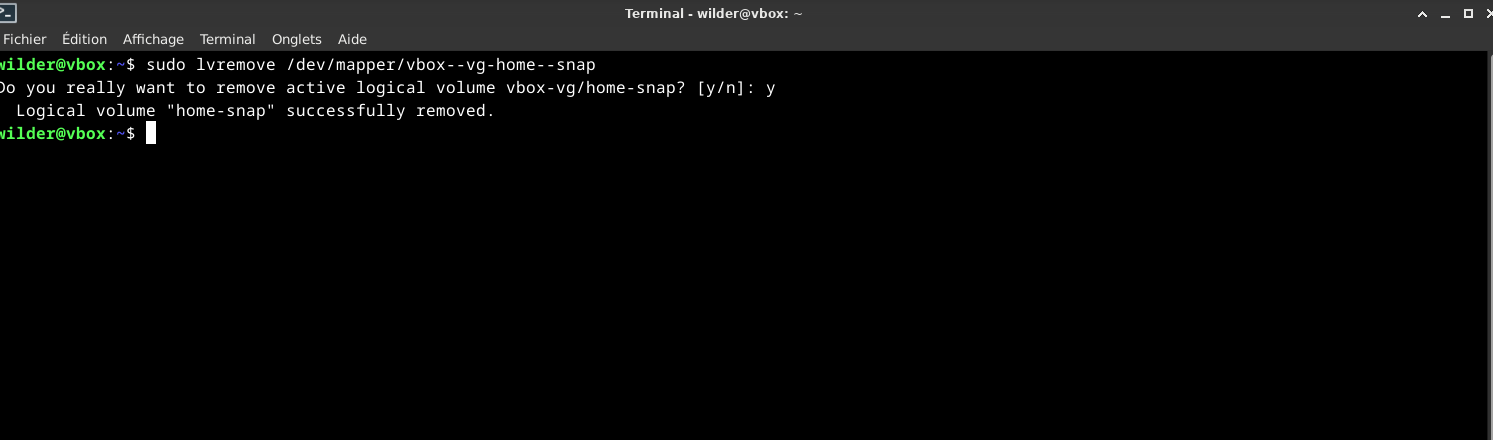 Terminal - wilder@vbox: ~
Fichier Édition Affichage Terminal Onglets Aide
wilder@vbox:~$ sudo lvremove /dev/mapper/vbox--vg-home--snap
Do you really want to remove active logical volume vbox-vg/home-snap? [y/n]: y
Logical volume "home-snap" successfully removed.
wilder@vbox:~$